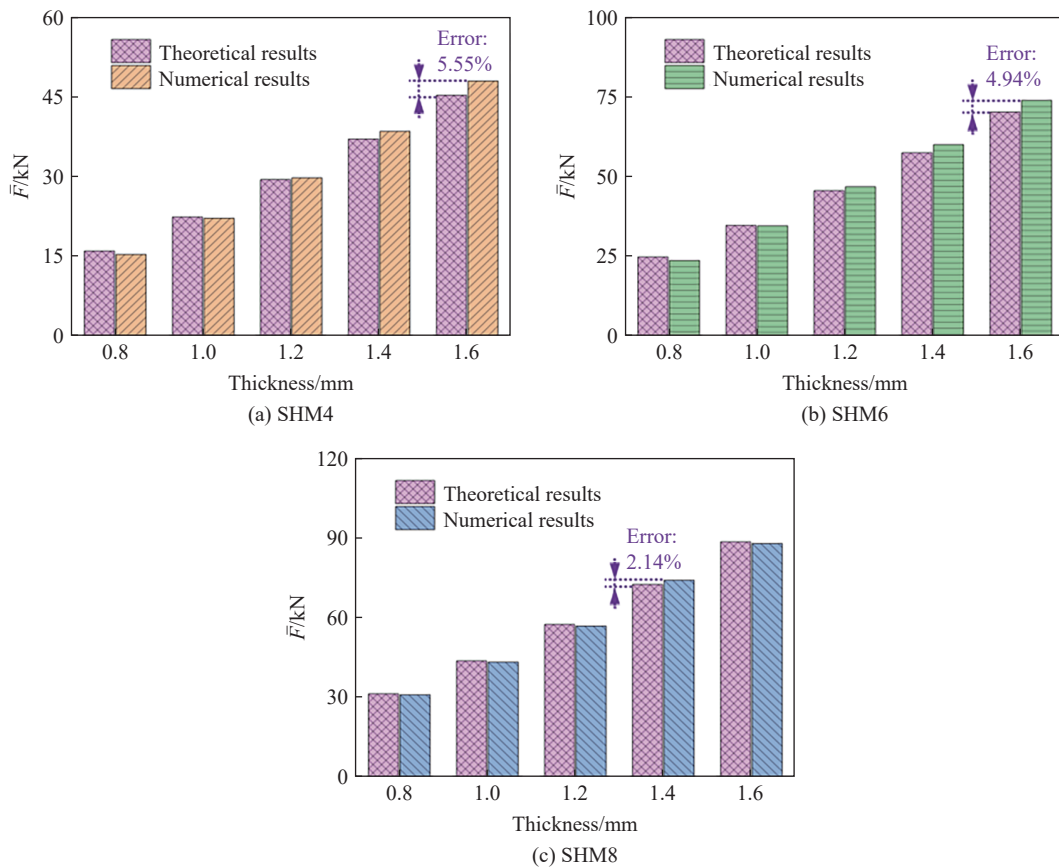 60
45
30
15
0
F̄/kN
Theoretical results
Numerical results
Error:
5.55%
0.8 1.0 1.2 1.4 1.6
Thickness/mm
(a) SHM4
100
75
50
25
0
F̄/kN
Theoretical results
Numerical results
Error:
4.94%
0.8 1.0 1.2 1.4 1.6
Thickness/mm
(b) SHM6
120
90
60
30
0
F̄/kN
Theoretical results
Numerical results
Error:
2.14%
0.8 1.0 1.2 1.4 1.6
Thickness/mm
(c) SHM8